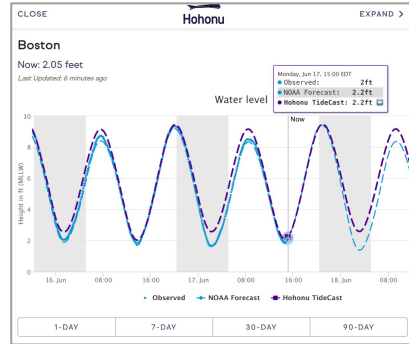 CLOSE
Hohonu
EXPAND >
Boston
Now: 2.05 feet
Last Updated: 6 minutes ago
Monday, Jun 17, 15:00 EDT
Observed: 2ft
NOAA Forecast: 2.2ft
Hohonu TideCast: 2.2ft
Water level
Now
Height in ft (MLLW)
10
8
6
4
2
0
16. Jun 08:00 16:00 17. Jun 08:00 16:00 18. Jun 08:00
Observed NOAA Forecast Hohonu TideCast
1-DAY 7-DAY 30-DAY 90-DAY